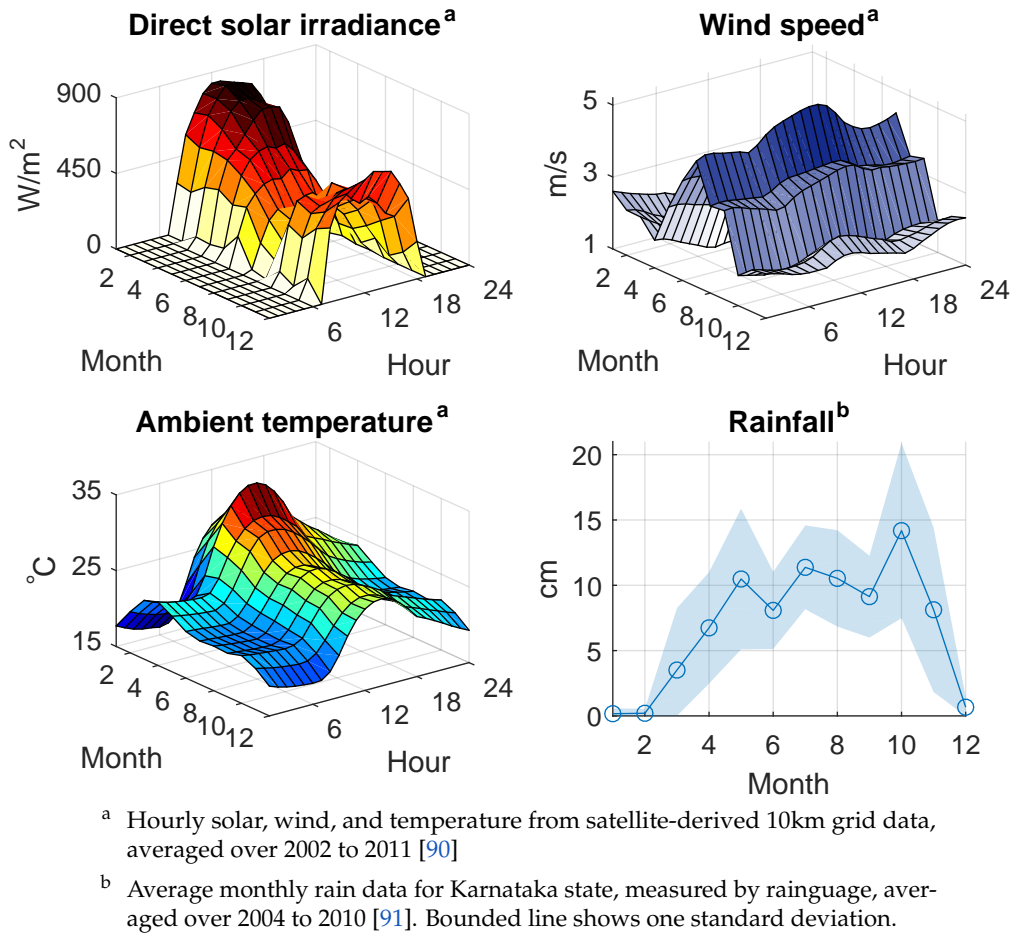 Direct solar irradiance a
Wind speed a
900
450
0
W/m2
2
4
6
8
10
12
6
12
18
24
Month
Hour
5
3
1
m/s
2
4
6
8
10
12
6
12
18
24
Month
Hour
Ambient temperature a
Rainfall b
35
25
15
°C
2
4
6
8
10
12
6
12
18
24
Month
Hour
20
15
10
5
0
cm
2
4
6
8
10
12
Month
a Hourly solar, wind, and temperature from satellite-derived 10km grid data,
averaged over 2002 to 2011 [90]
b Average monthly rain data for Karnataka state, measured by rainguage, aver-
aged over 2004 to 2010 [91]. Bounded line shows one standard deviation.